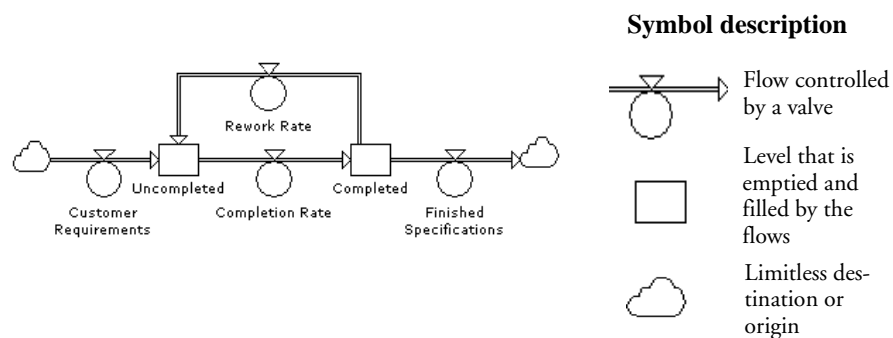 Symbol description
Rework Rate
Uncompleted
Completed
Customer
Requirements
Completion Rate
Finished
Specifications
Flow controlled
by a valve
Level that is
emptied and
filled by the
flows
Limitless des-
tination or
origin